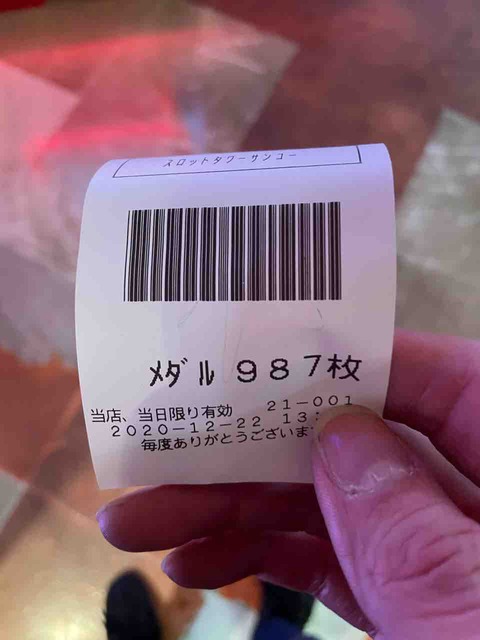 スロットタワーサンコー
メダル 987枚
当店、当日限り有効 21-001
2020-12-22 13:
毎度ありがとうございま